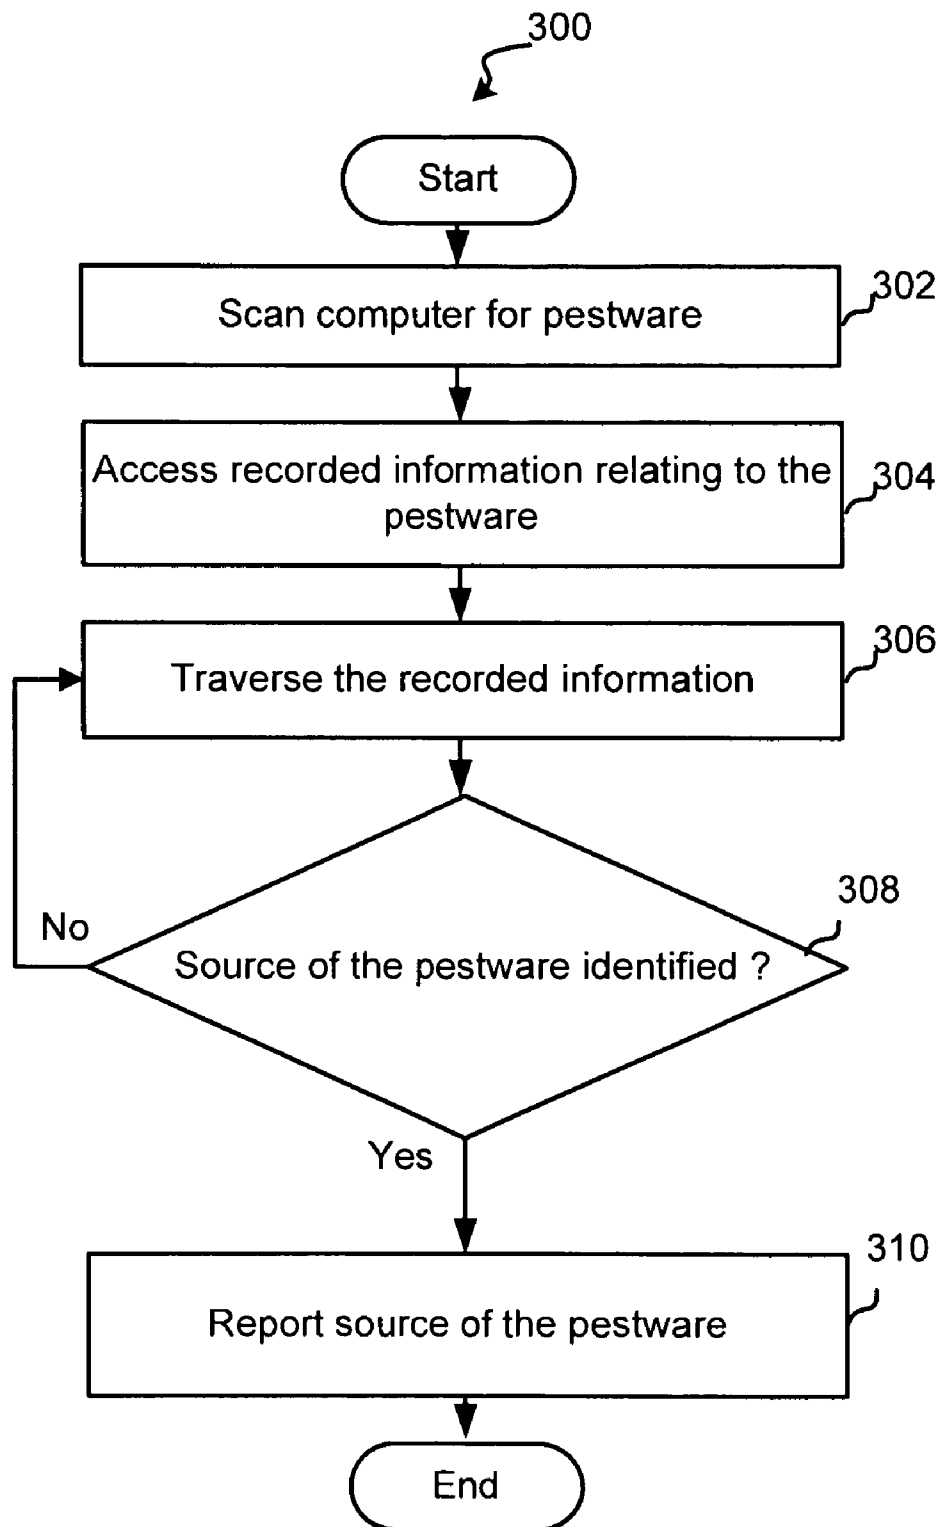 300
Start
302
Scan computer for pestware
304
Access recorded information relating to the
pestware
306
Traverse the recorded information
308
No
Source of the pestware identified ?
Yes
310
Report source of the pestware
End